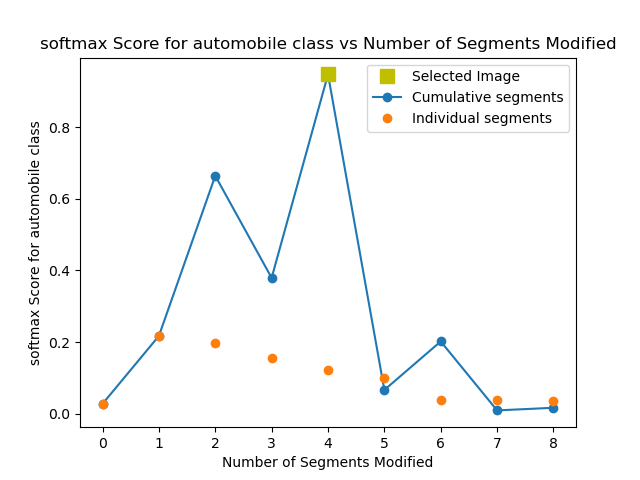 softmax Score for automobile class vs Number of Segments Modified
Selected Image
Cumulative segments
Individual segments
softmax Score for automobile class
0.8
0.6
0.4
0.2
0.0
0 1 2 3 4 5 6 7 8
Number of Segments Modified